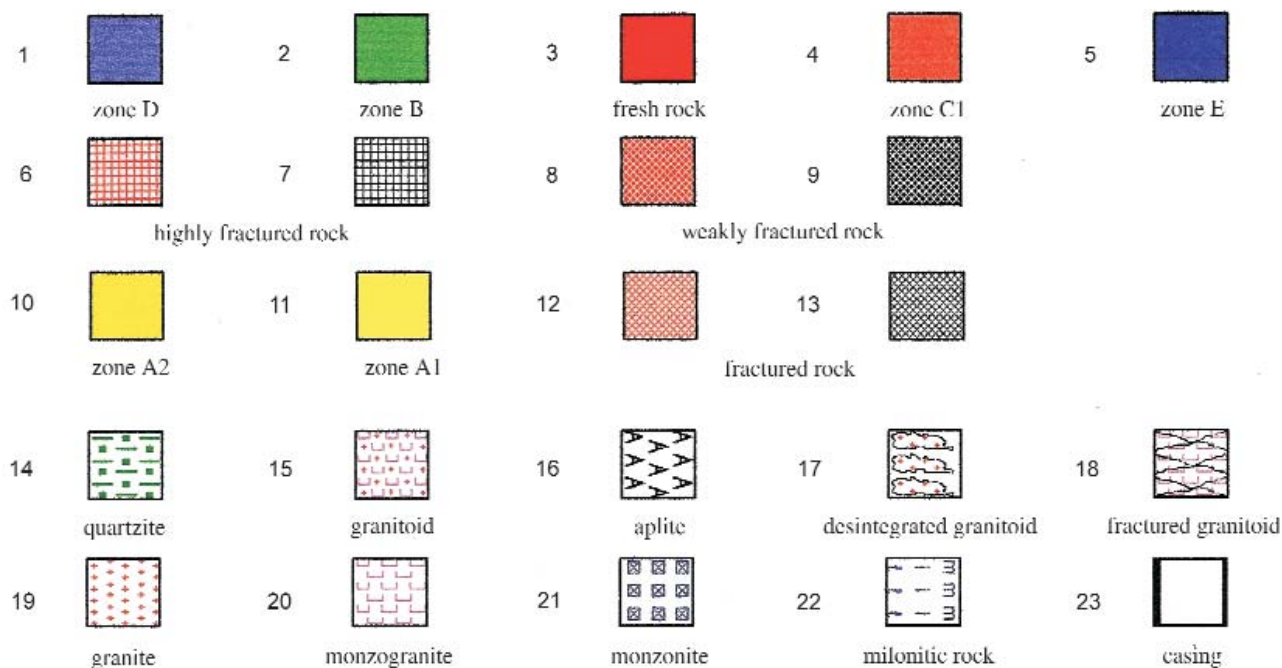 1 2 3 4 5
zone D zone B fresh rock zone C1 zone E
6 7 8 9
highly fractured rock weakly fractured rock
10 11 12 13
zone A2 zone A1 fractured rock
14 15 16 17 18
quartzite granitoid aplite desintegrated granitoid fractured granitoid
19 20 21 22 23
granite monzogranite monzonite milonitic rock casing